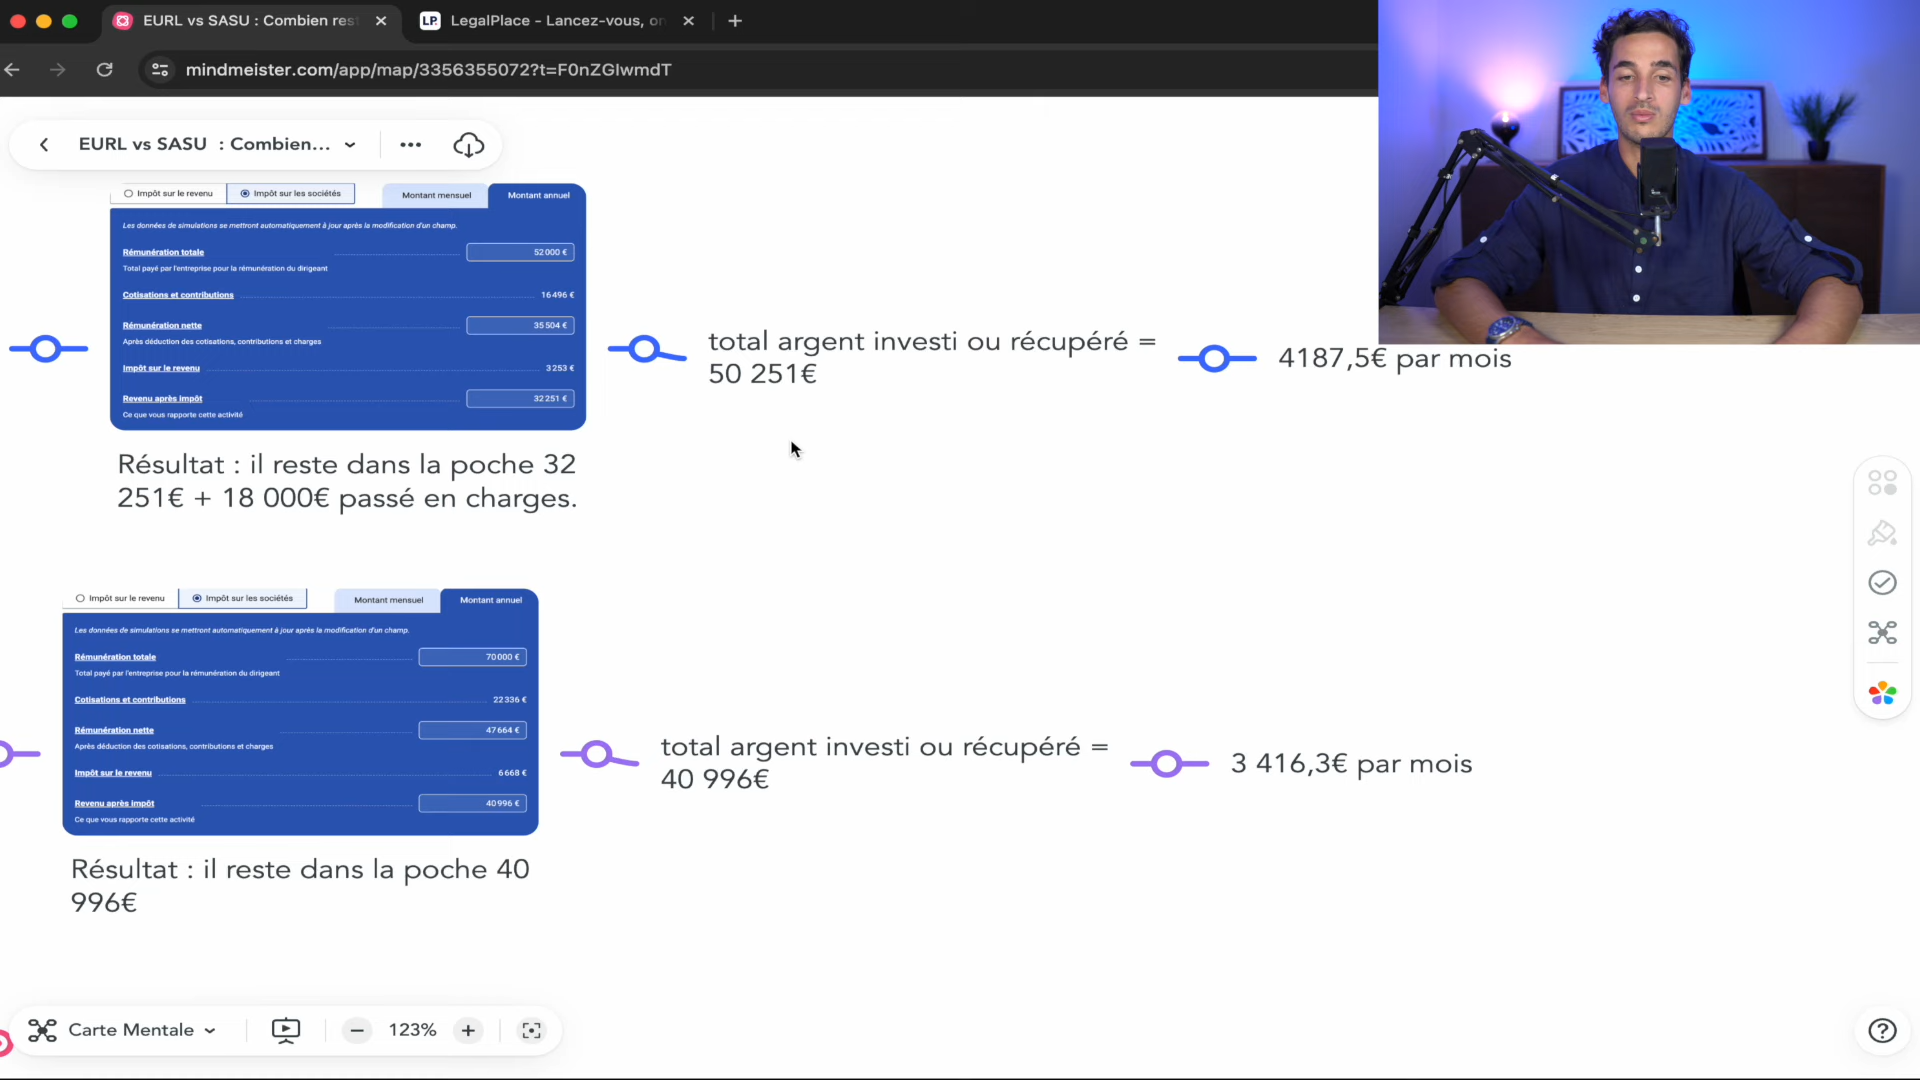 EURL vs SASU : Combien rest
LegalPlace - Lancez-vous, on
mindmeister.com/app/map/3356355072?t=F0nZGlwmdT
EURL vs SASU : Combien...
Impôt sur le revenu
Impôt sur les sociétés
Montant mensuel
Montant annuel
Les données de simulations se mettront automatiquement à jour après la modification d'un champ.
Rémunération totale 52 000 €
Total payé par l'entreprise pour la rémunération du dirigeant
Cotisations et contributions 16 496 €
Rémunération nette 35 504 €
Après déduction des cotisations, contributions et charges
Impôt sur le revenu 3 253 €
Revenu après impôt 32 251 €
Ce que vous rapporte cette activité
Résultat : il reste dans la poche 32
251€ + 18 000€ passé en charges.
total argent investi ou récupéré =
50 251€
4187,5€ par mois
Impôt sur le revenu
Impôt sur les sociétés
Montant mensuel
Montant annuel
Les données de simulations se mettront automatiquement à jour après la modification d'un champ.
Rémunération totale 70 000 €
Total payé par l'entreprise pour la rémunération du dirigeant
Cotisations et contributions 22 336 €
Rémunération nette 47 664 €
Après déduction des cotisations, contributions et charges
Impôt sur le revenu 6 668 €
Revenu après impôt 40 996 €
Ce que vous rapporte cette activité
Résultat : il reste dans la poche 40
996€
total argent investi ou récupéré =
40 996€
3 416,3€ par mois
Carte Mentale
123%